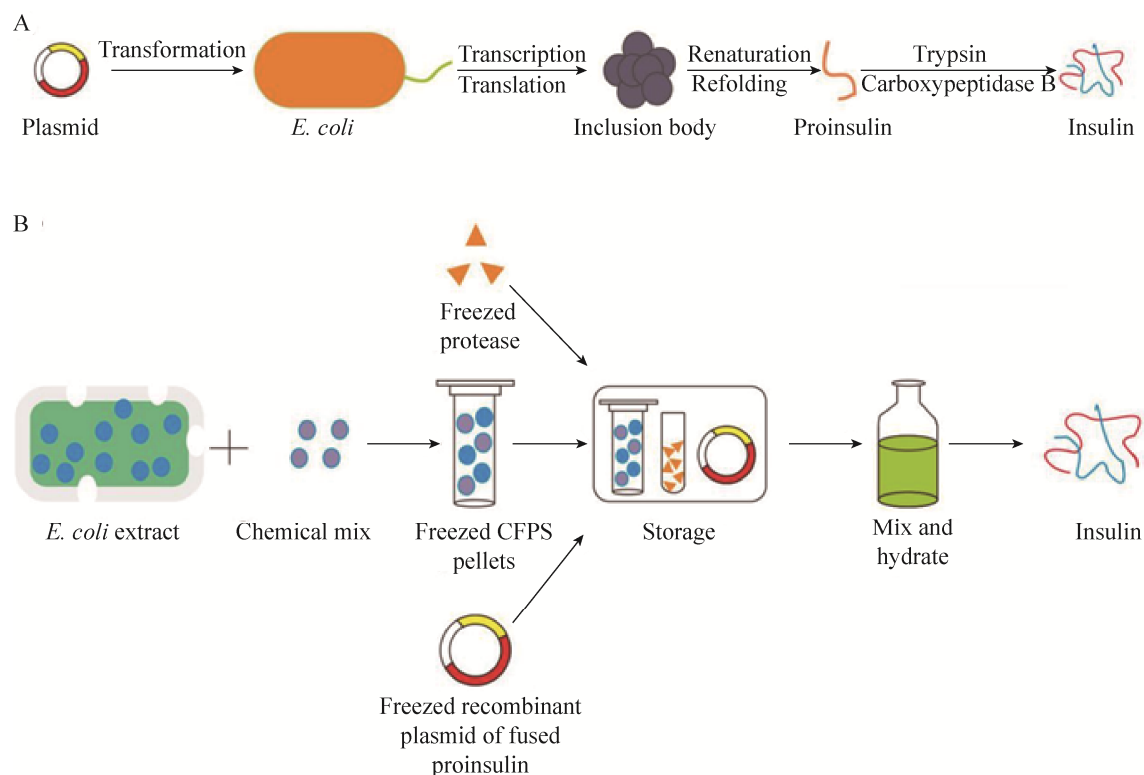 A
Transformation
Transcription
Translation
Renaturation
Refolding
Trypsin
Carboxypeptidase B
Plasmid
E. coli
Inclusion body
Proinsulin
Insulin
B
Freezed
protease
E. coli extract
Chemical mix
Freezed CFPS
pellets
Storage
Mix and
hydrate
Insulin
Freezed recombinant
plasmid of fused
proinsulin